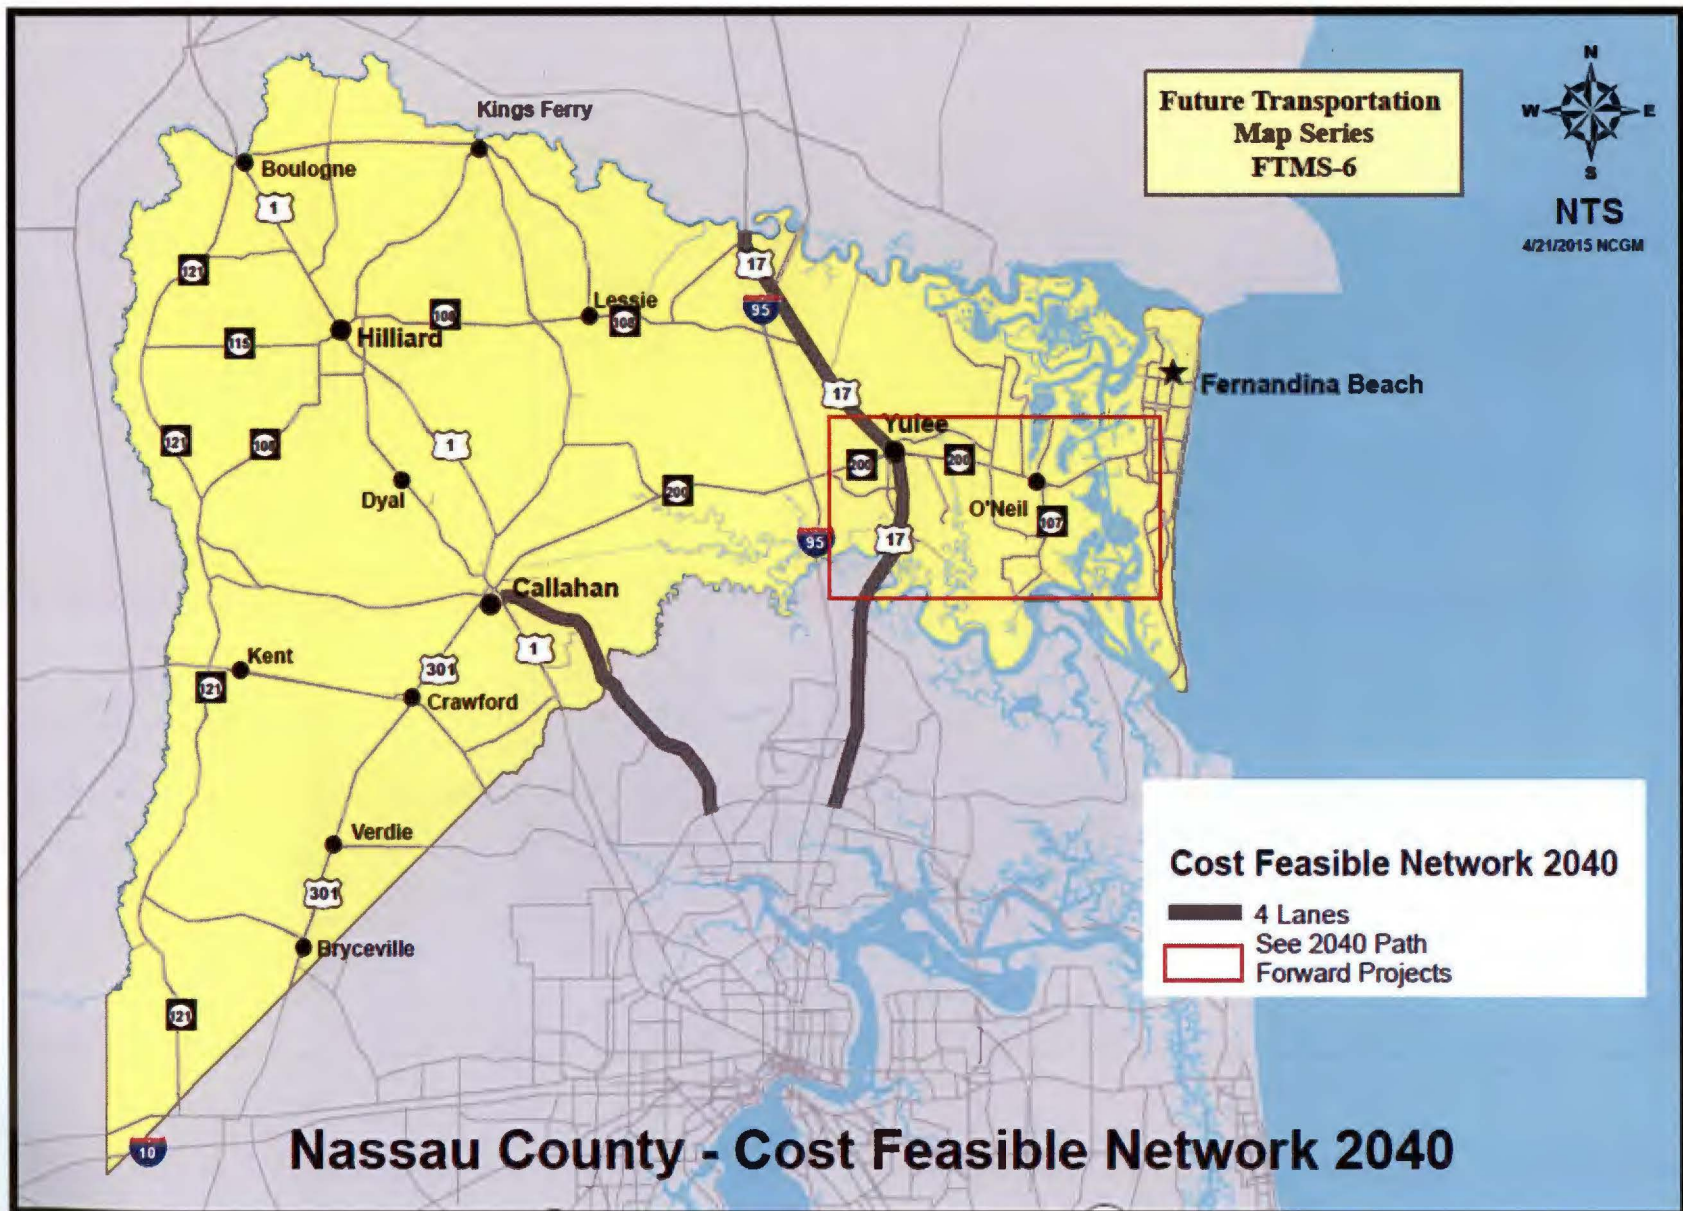 Kings Ferry
Future Transportation
Map Series
FTMS-6
N
W
E
S
NTS
4/21/2015 NCGM
Boulogne
1
121
17
95
Lessie
108
108
115
Hilliard
Fernandina Beach
17
Yulee
121
108
1
200
200
Dyal
200
O'Neil
107
95
17
Callahan
1
Kent
301
121
Crawford
Verdie
301
Bryceville
121
10
Cost Feasible Network 2040
4 Lanes
See 2040 Path
Forward Projects
Nassau County - Cost Feasible Network 2040